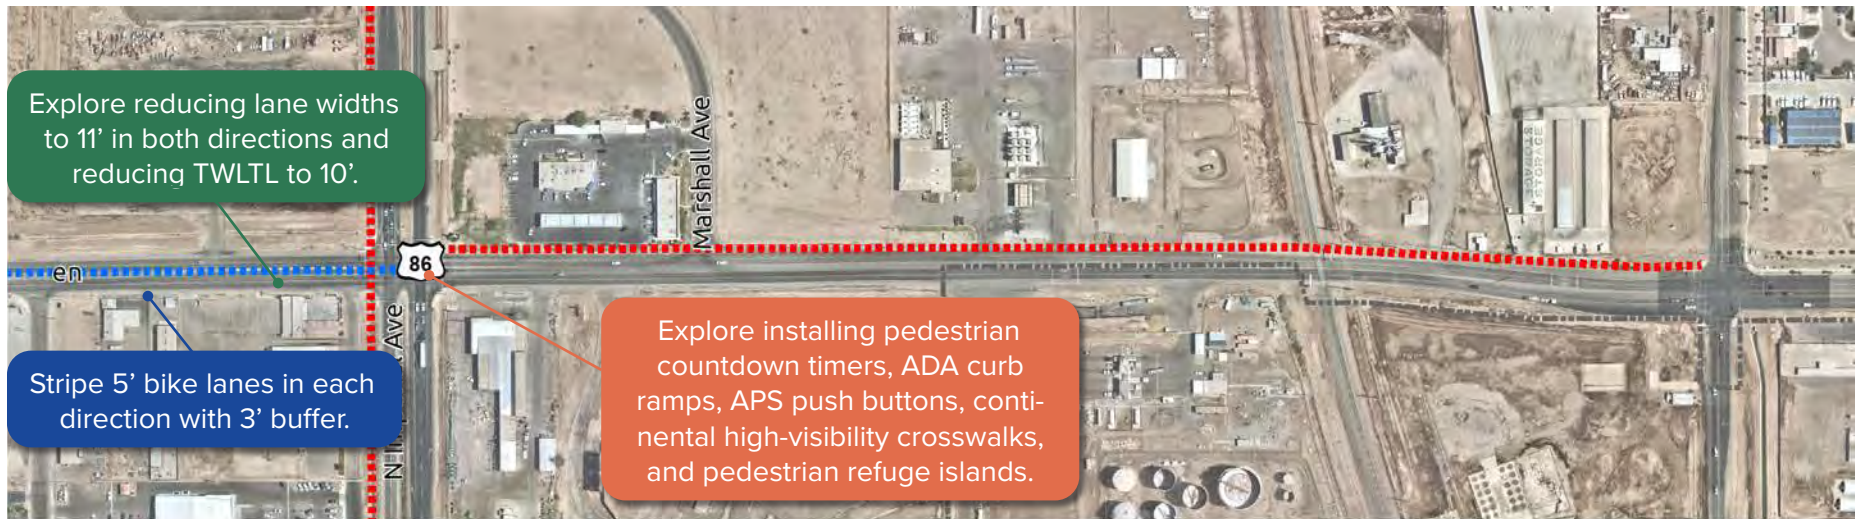 Explore reducing lane widths
to 11’ in both directions and
reducing TWLTL to 10’.
Marshall Ave
STORAGE
STORAGE
en
86
Explore installing pedestrian
countdown timers, ADA curb
ramps, APS push buttons, conti-
nental high-visibility crosswalks,
and pedestrian refuge islands.
Stripe 5’ bike lanes in each
direction with 3’ buffer.
Ave